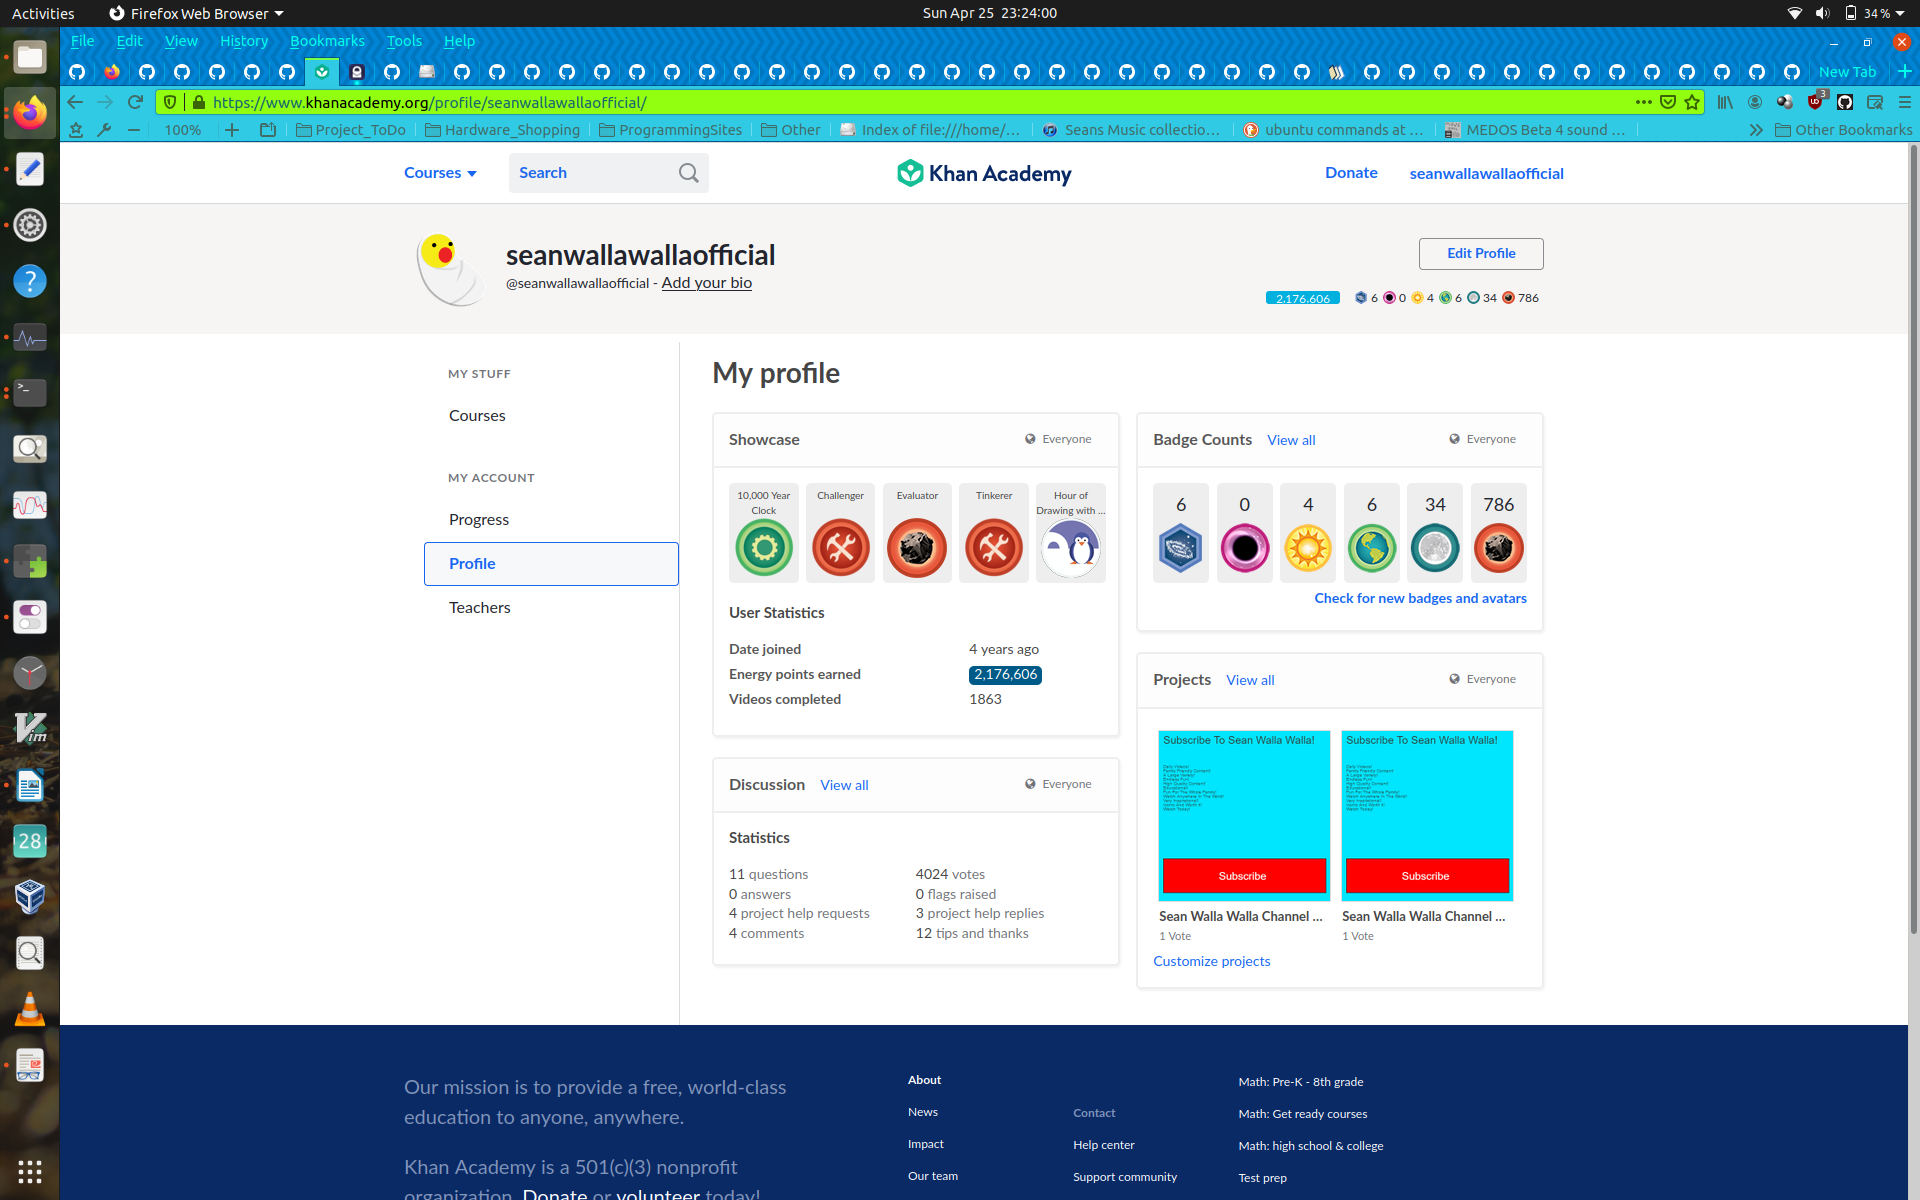 Activities
Firefox Web Browser
Sun Apr 25 23:24:00
34 %
File Edit View History Bookmarks Tools Help
New Tab
https://www.khanacademy.org/profile/seanwallawallaofficial/
3
100%
Project_ToDo
Hardware_Shopping
ProgrammingSites
Other
Index of file:///home/...
Seans Music collectio...
ubuntu commands at ...
MEDOS Beta 4 sound ...
Other Bookmarks
Courses
Search
Khan Academy
Donate
seanwallawallaofficial
seanwallawallaofficial
@seanwallawallaofficial - Add your bio
Edit Profile
2,176,606 6 0 4 6 34 786
MY STUFF
Courses
MY ACCOUNT
Progress
Profile
Teachers
My profile
Showcase
Everyone
10,000 Year
Clock
Challenger
Evaluator
Tinkerer
Hour of
Drawing with ...
User Statistics
Date joined 4 years ago
Energy points earned 2,176,606
Videos completed 1863
Badge Counts View all
Everyone
6 0 4 6 34 786
Check for new badges and avatars
Discussion View all
Everyone
Statistics
11 questions 4024 votes
0 answers 0 flags raised
4 project help requests 3 project help replies
4 comments 12 tips and thanks
Projects View all
Everyone
Subscribe To Sean Walla Walla!
Subscribe
Sean Walla Walla Channel ...
1 Vote
Subscribe To Sean Walla Walla!
Subscribe
Sean Walla Walla Channel ...
1 Vote
Customize projects
>_
?
Vim
28
Our mission is to provide a free, world-class
education to anyone, anywhere.
Khan Academy is a 501(c)(3) nonprofit
organization. Donate or volunteer today!
About
News
Impact
Our team
Contact
Help center
Support community
Math: Pre-K - 8th grade
Math: Get ready courses
Math: high school & college
Test prep